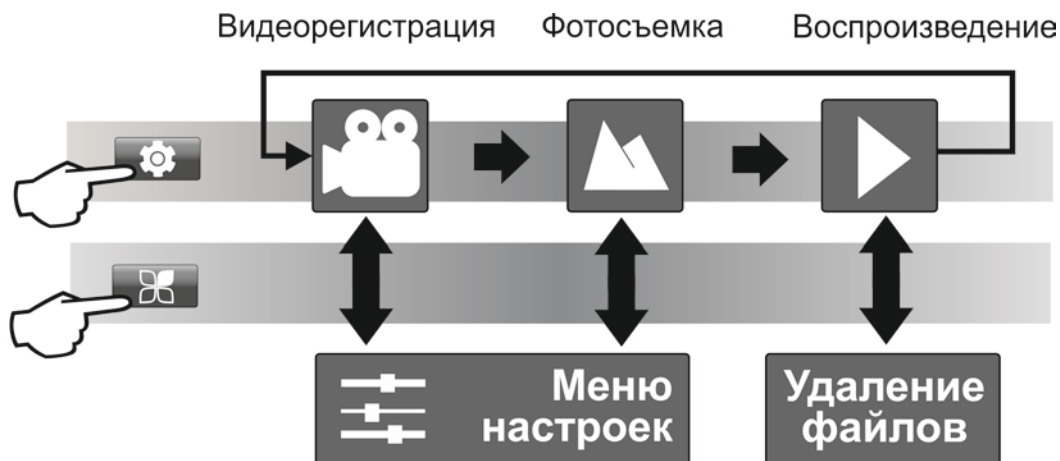 Видеорегистрация Фотосъемка Воспроизведение
Меню
настроек
Удаление
файлов